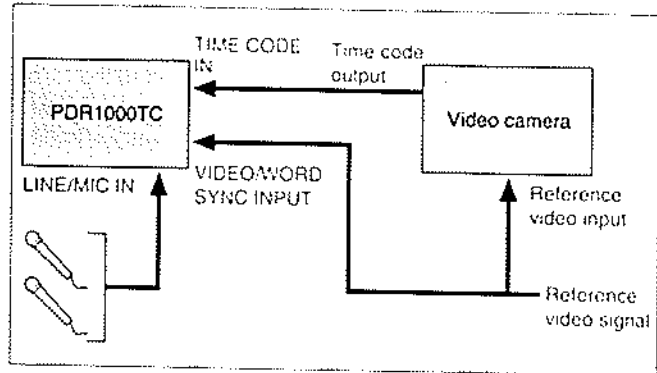 TIME CODE
IN
Time code
output
PDR1000TC
Video camera
LINE/MIC IN
VIDEO/WORD
SYNC INPUT
Reference
video input
Reference
video signal